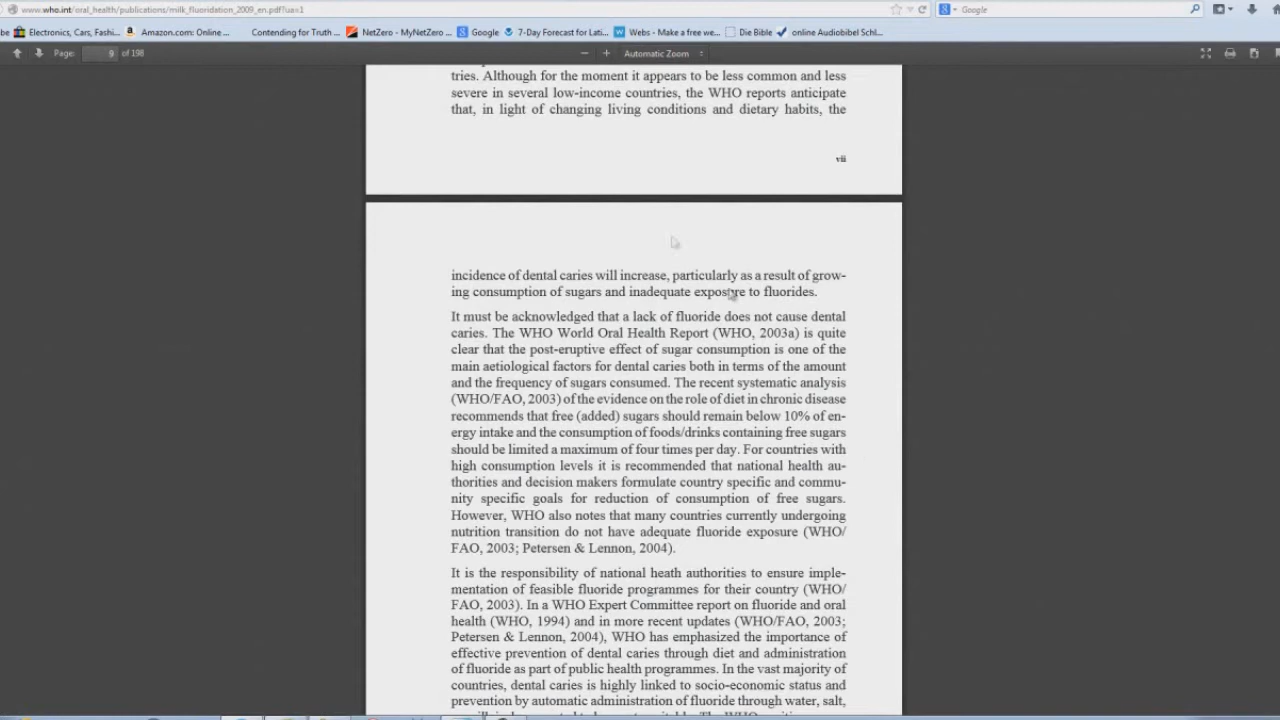 www.who.int/oral_health/publications/milk_fluoridation_2009_en.pdf?ua=1
Google
be Electronics, Cars, Fashi... Amazon.com: Online ... Contending for Truth ... NetZero - MyNetZero ... Google 7-Day Forecast for Lati... Webs - Make a free we... Die Bible online Audiobibel Schl...
Page: 9 of 198
Automatic Zoom
tries. Although for the moment it appears to be less common and less
severe in several low-income countries, the WHO reports anticipate
that, in light of changing living conditions and dietary habits, the
vii
incidence of dental caries will increase, particularly as a result of grow-
ing consumption of sugars and inadequate exposure to fluorides.
It must be acknowledged that a lack of fluoride does not cause dental
caries. The WHO World Oral Health Report (WHO, 2003a) is quite
clear that the post-eruptive effect of sugar consumption is one of the
main aetiological factors for dental caries both in terms of the amount
and the frequency of sugars consumed. The recent systematic analysis
(WHO/FAO, 2003) of the evidence on the role of diet in chronic disease
recommends that free (added) sugars should remain below 10% of en-
ergy intake and the consumption of foods/drinks containing free sugars
should be limited a maximum of four times per day. For countries with
high consumption levels it is recommended that national health au-
thorities and decision makers formulate country specific and commu-
nity specific goals for reduction of consumption of free sugars.
However, WHO also notes that many countries currently undergoing
nutrition transition do not have adequate fluoride exposure (WHO/
FAO, 2003; Petersen & Lennon, 2004).
It is the responsibility of national heath authorities to ensure imple-
mentation of feasible fluoride programmes for their country (WHO/
FAO, 2003). In a WHO Expert Committee report on fluoride and oral
health (WHO, 1994) and in more recent updates (WHO/FAO, 2003;
Petersen & Lennon, 2004), WHO has emphasized the importance of
effective prevention of dental caries through diet and administration
of fluoride as part of public health programmes. In the vast majority of
countries, dental caries is highly linked to socio-economic status and
prevention by automatic administration of fluoride through water, salt,